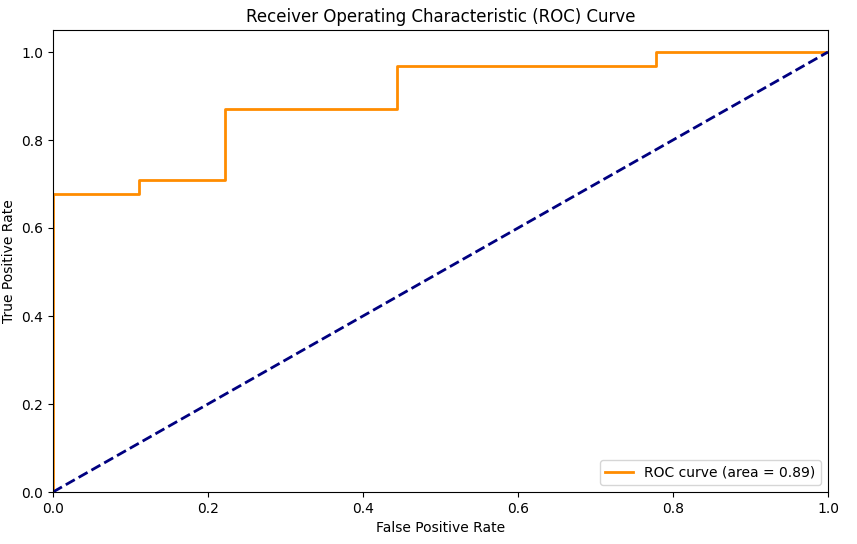 Receiver Operating Characteristic (ROC) Curve
True Positive Rate
1.0
0.8
0.6
0.4
0.2
0.0
ROC curve (area = 0.89)
0.0 0.2 0.4 0.6 0.8 1.0
False Positive Rate